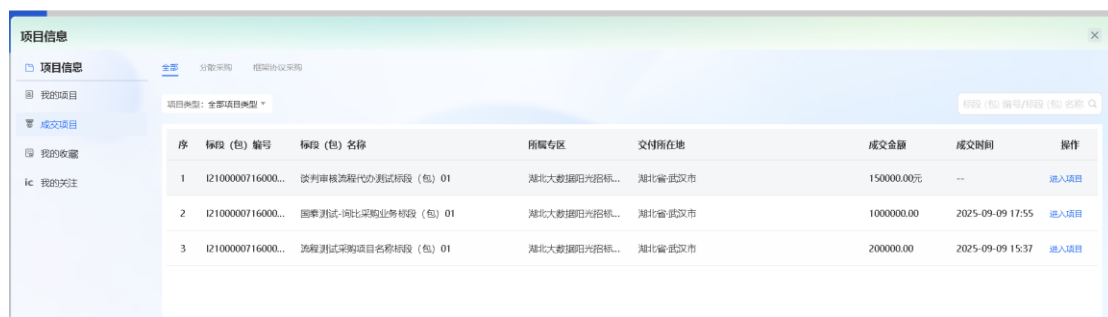 项目信息
项目信息
全部 分散采购 框架协议采购
我的项目
项目类型: 全部项目类型
标段 (包) 编号/标段 (包) 名称
成交项目
序 标段 (包) 编号 标段 (包) 名称 所属专区 交付所在地 成交金额 成交时间 操作
我的收藏
1 I2100000716000... 谈判审核流程代办测试标段 (包) 01 湖北大数据阳光招标... 湖北省·武汉市 150000.00元 -- 进入项目
ic 我的关注
2 I2100000716000... 国泰测试-询比采购业务标段 (包) 01 湖北大数据阳光招标... 湖北省·武汉市 1000000.00 2025-09-09 17:55 进入项目
3 I2100000716000... 流程测试采购项目名称标段 (包) 01 湖北大数据阳光招标... 湖北省·武汉市 200000.00 2025-09-09 15:37 进入项目